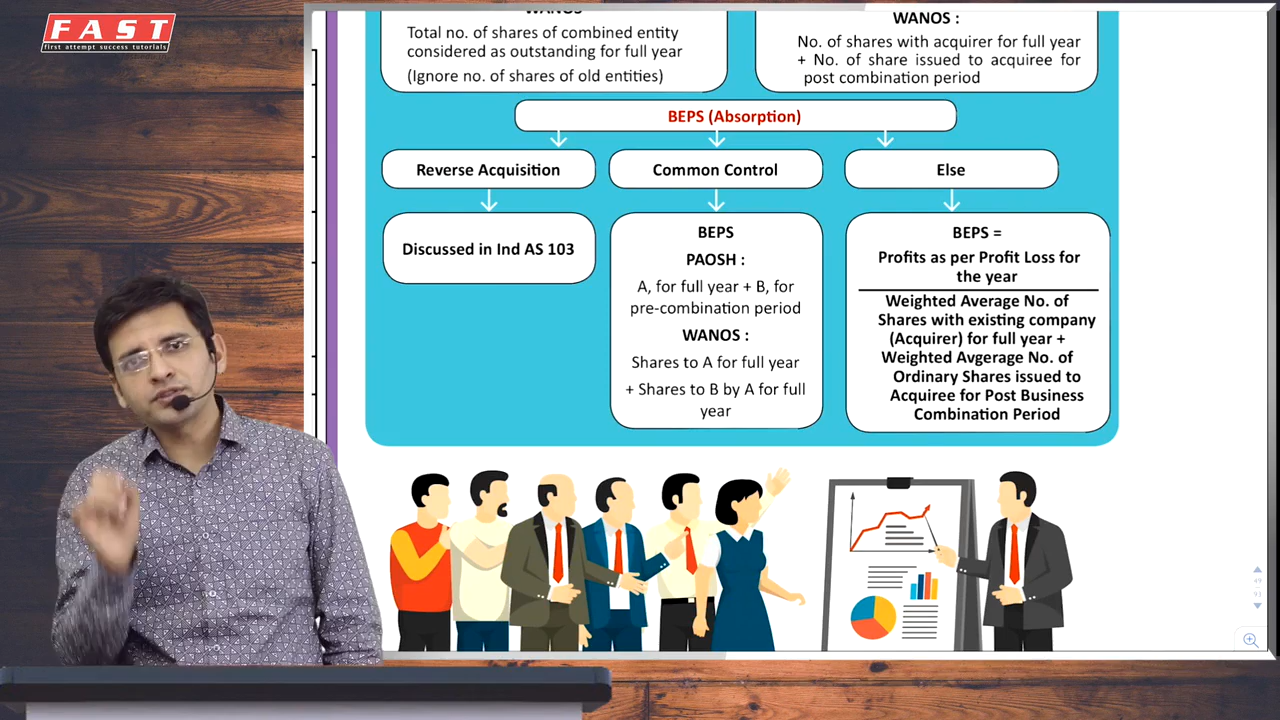 FAST
first attempt success tutorials
WANOS
Total no. of shares of combined entity
considered as outstanding for full year
(Ignore no. of shares of old entities)
WANOS :
No. of shares with acquirer for full year
+ No. of share issued to acquiree for
post combination period
BEPS (Absorption)
Reverse Acquisition
Common Control
Else
Discussed in Ind AS 103
BEPS
PAOSH :
A, for full year + B, for
pre-combination period
WANOS :
Shares to A for full year
+ Shares to B by A for full
year
BEPS =
Profits as per Profit Loss for
the year
Weighted Average No. of
Shares with existing company
(Acquirer) for full year +
Weighted Avgerage No. of
Ordinary Shares issued to
Acquiree for Post Business
Combination Period